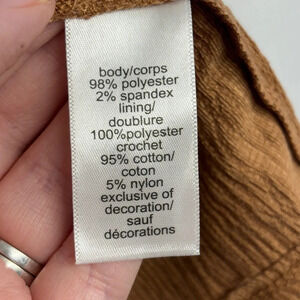 body/corps
98% polyester
2% spandex
lining/
doublure
100%polyester
crochet
95% cotton/
coton
5% nylon
exclusive of
decoration/
sauf
décorations